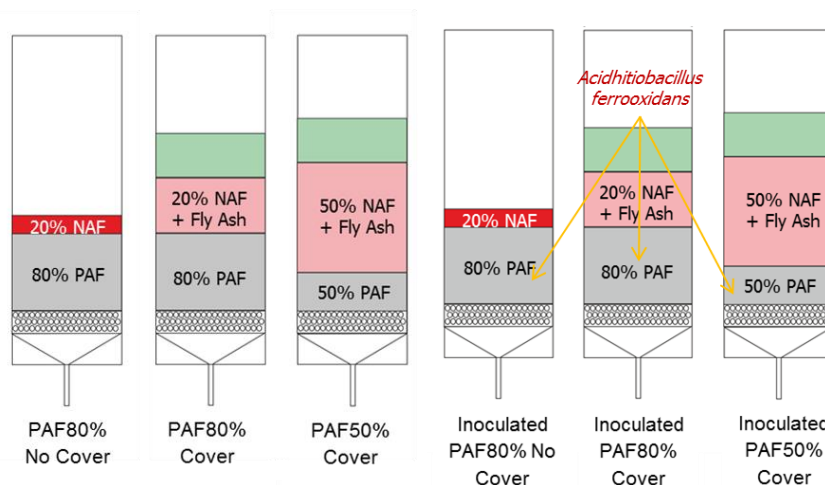 20% NAF
80% PAF
PAF80%
No Cover
20% NAF
+ Fly Ash
80% PAF
PAF80%
Cover
50% NAF
+ Fly Ash
50% PAF
PAF50%
Cover
Acidhitiobacillus
ferrooxidans
20% NAF
80% PAF
Inoculated
PAF80% No
Cover
20% NAF
+ Fly Ash
80% PAF
Inoculated
PAF80%
Cover
50% NAF
+ Fly Ash
50% PAF
Inoculated
PAF50%
Cover